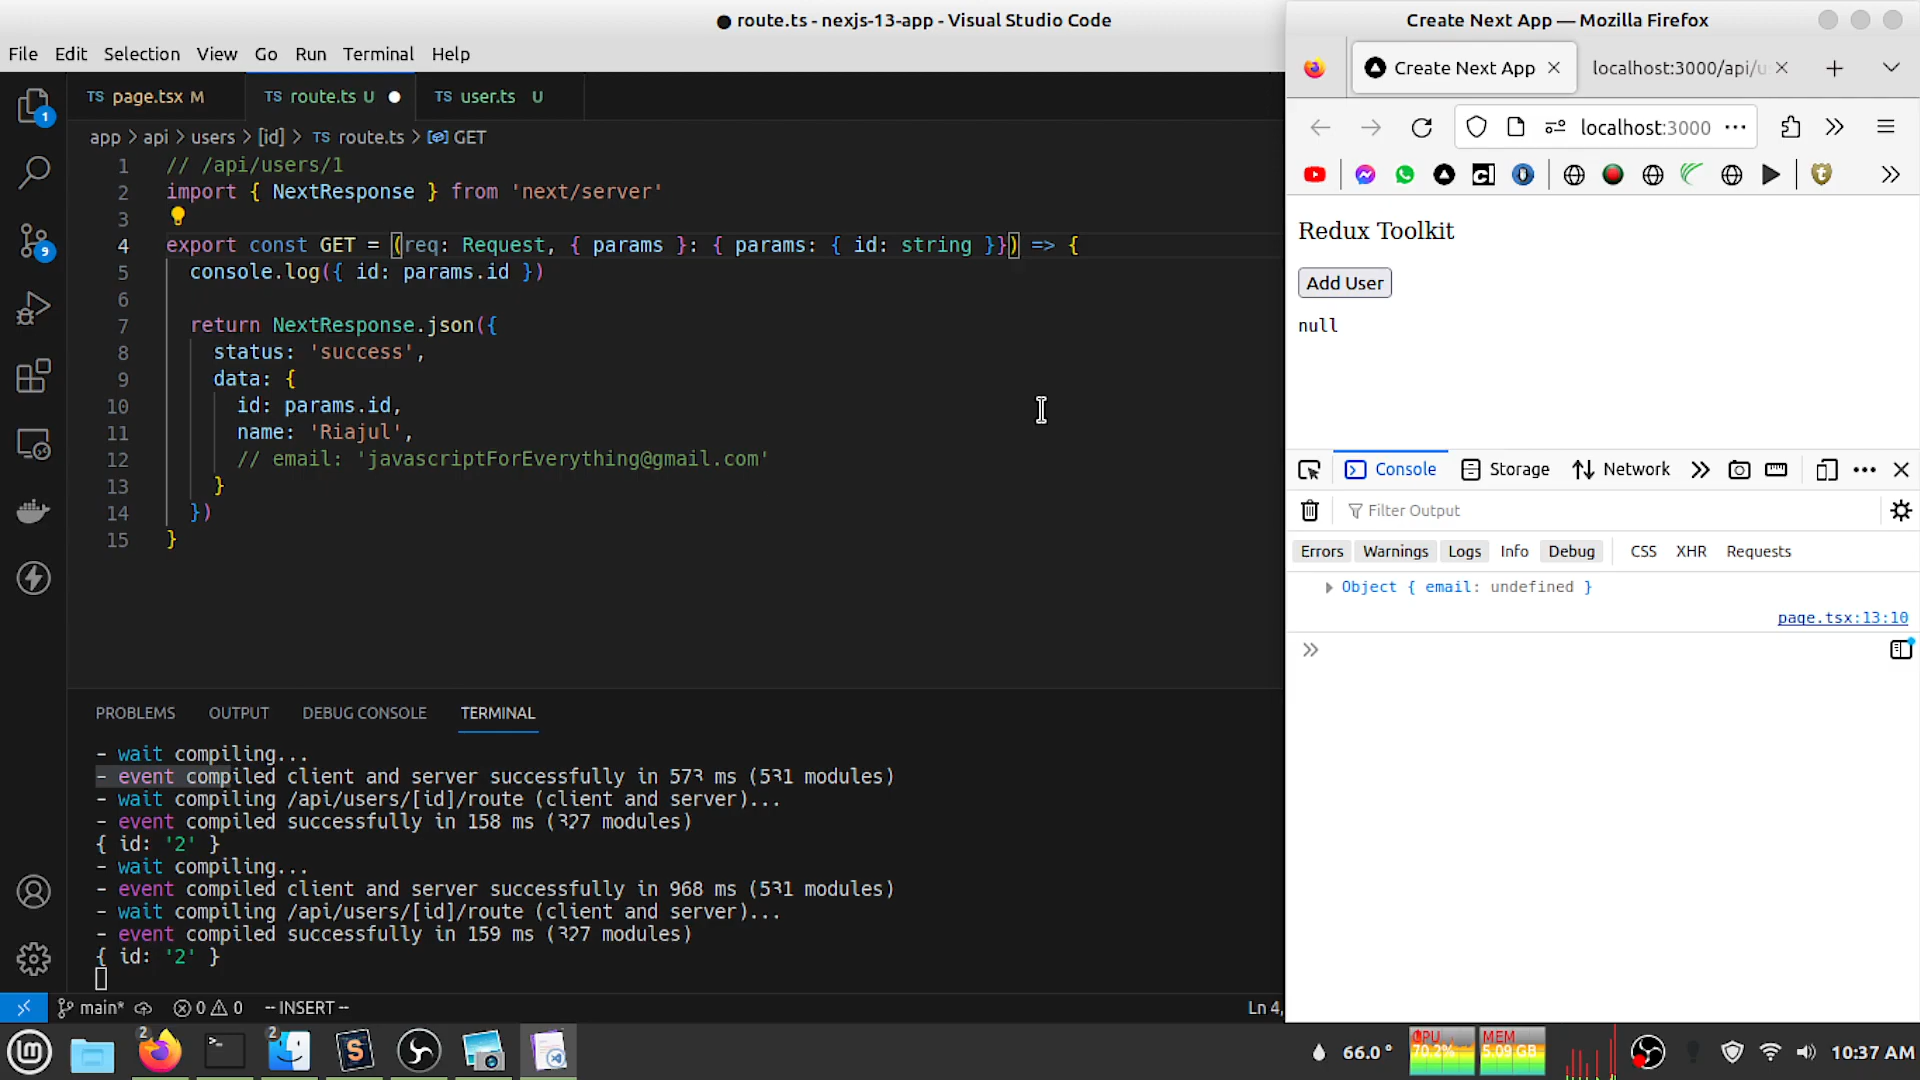 route.ts - nexjs-13-app - Visual Studio Code
File Edit Selection View Go Run Terminal Help
TS page.tsx M TS route.ts U TS user.ts U
app > api > users > [id] > TS route.ts > GET
1 // /api/users/1
2 import { NextResponse } from 'next/server'
3
4 export const GET = (req: Request, { params }: { params: { id: string }}) => {
5 console.log({ id: params.id })
6
7 return NextResponse.json({
8 status: 'success',
9 data: {
10 id: params.id,
11 name: 'Riajul',
12 // email: 'javascriptForEverything@gmail.com'
13 }
14 })
15 }
PROBLEMS OUTPUT DEBUG CONSOLE TERMINAL
- wait compiling...
- event compiled client and server successfully in 573 ms (531 modules)
- wait compiling /api/users/[id]/route (client and server)...
- event compiled successfully in 158 ms (327 modules)
{ id: '2' }
- wait compiling...
- event compiled client and server successfully in 968 ms (531 modules)
- wait compiling /api/users/[id]/route (client and server)...
- event compiled successfully in 159 ms (327 modules)
{ id: '2' }
main* 0 0 -- INSERT -- Ln 4,
Create Next App — Mozilla Firefox
Create Next App localhost:3000/api/u
localhost:3000
Redux Toolkit
Add User
null
Console Storage Network
Filter Output
Errors Warnings Logs Info Debug CSS XHR Requests
Object { email: undefined }
page.tsx:13:10
66.0 ° CPU 70.2% MEM 5.09 GB 10:37 AM